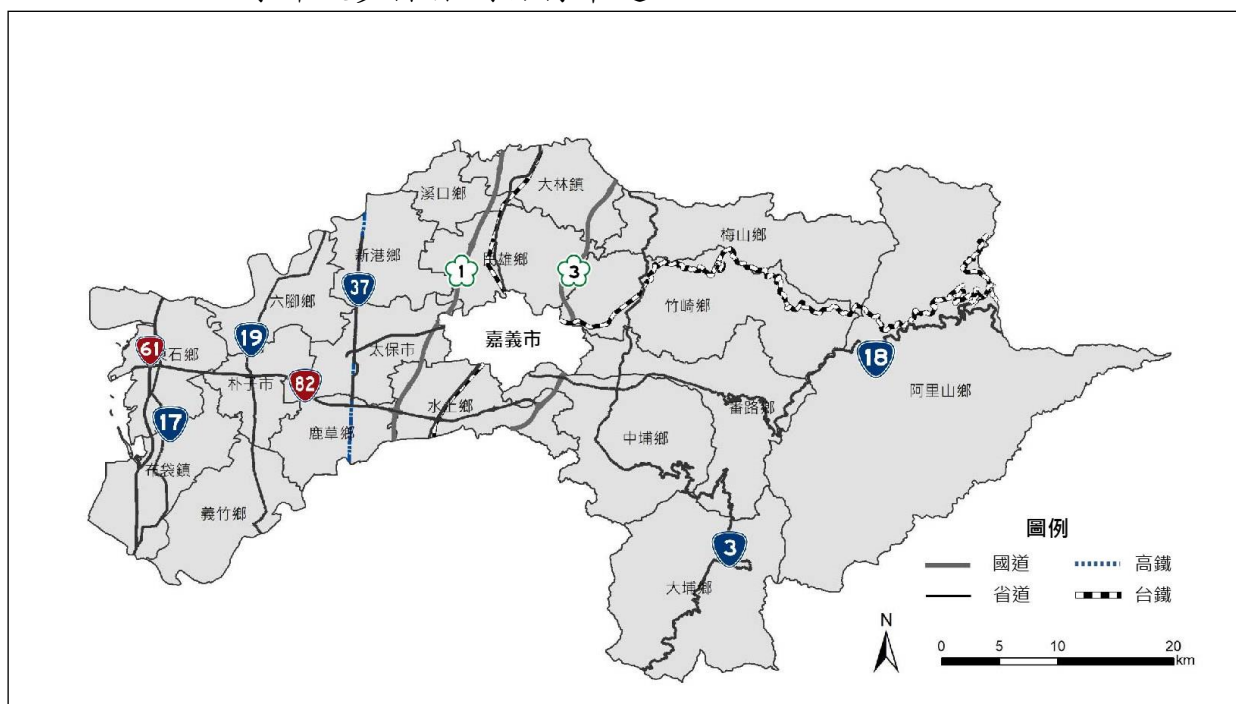 大林鎮
溪口鄉
梅山鄉
新港鄉
民雄鄉
1
3
37
六腳鄉
竹崎鄉
19
嘉義市
61
東石鄉
太保市
18
朴子市
82
阿里山鄉
水上鄉
番路鄉
17
鹿草鄉
中埔鄉
布袋鎮
義竹鄉
3
大埔鄉
圖例
國道
高鐵
省道
台鐵
N
0 5 10 20
km